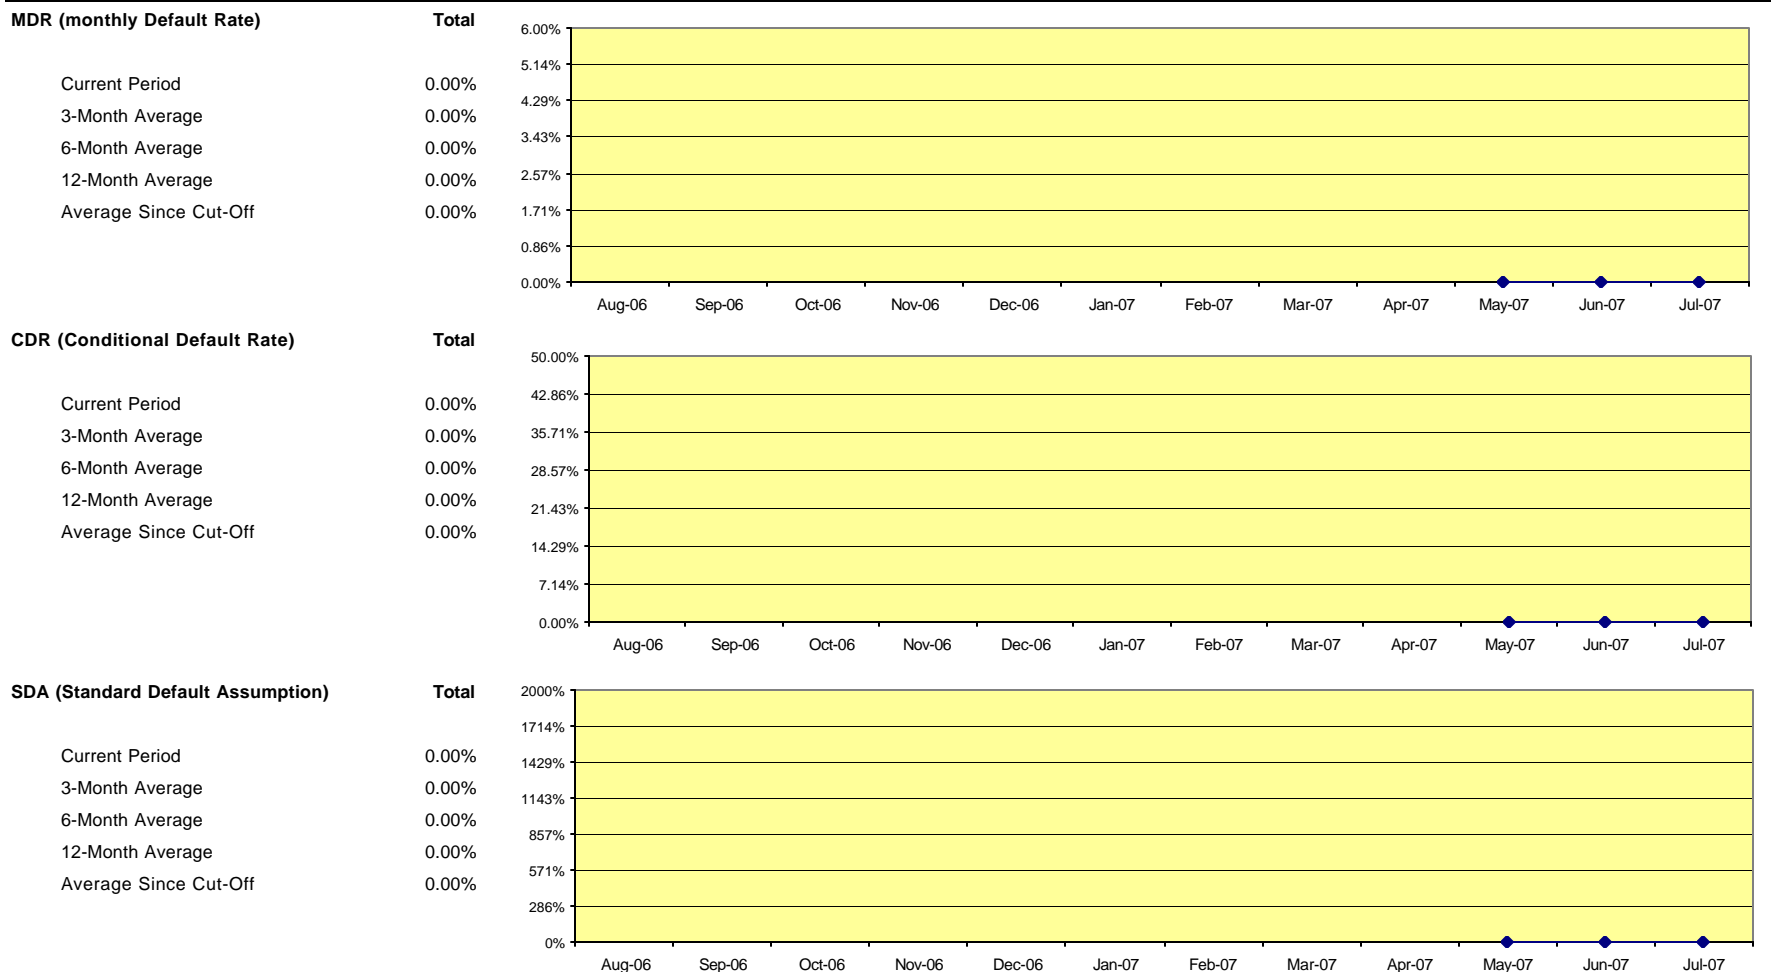 MDR (monthly Default Rate) Total
Current Period 0.00%
3-Month Average 0.00%
6-Month Average 0.00%
12-Month Average 0.00%
Average Since Cut-Off 0.00%
6.00%
5.14%
4.29%
3.43%
2.57%
1.71%
0.86%
0.00%
Aug-06 Sep-06 Oct-06 Nov-06 Dec-06 Jan-07 Feb-07 Mar-07 Apr-07 May-07 Jun-07 Jul-07
CDR (Conditional Default Rate) Total
Current Period 0.00%
3-Month Average 0.00%
6-Month Average 0.00%
12-Month Average 0.00%
Average Since Cut-Off 0.00%
50.00%
42.86%
35.71%
28.57%
21.43%
14.29%
7.14%
0.00%
Aug-06 Sep-06 Oct-06 Nov-06 Dec-06 Jan-07 Feb-07 Mar-07 Apr-07 May-07 Jun-07 Jul-07
SDA (Standard Default Assumption) Total
Current Period 0.00%
3-Month Average 0.00%
6-Month Average 0.00%
12-Month Average 0.00%
Average Since Cut-Off 0.00%
2000%
1714%
1429%
1143%
857%
571%
286%
0%
Aug-06 Sep-06 Oct-06 Nov-06 Dec-06 Jan-07 Feb-07 Mar-07 Apr-07 May-07 Jun-07 Jul-07